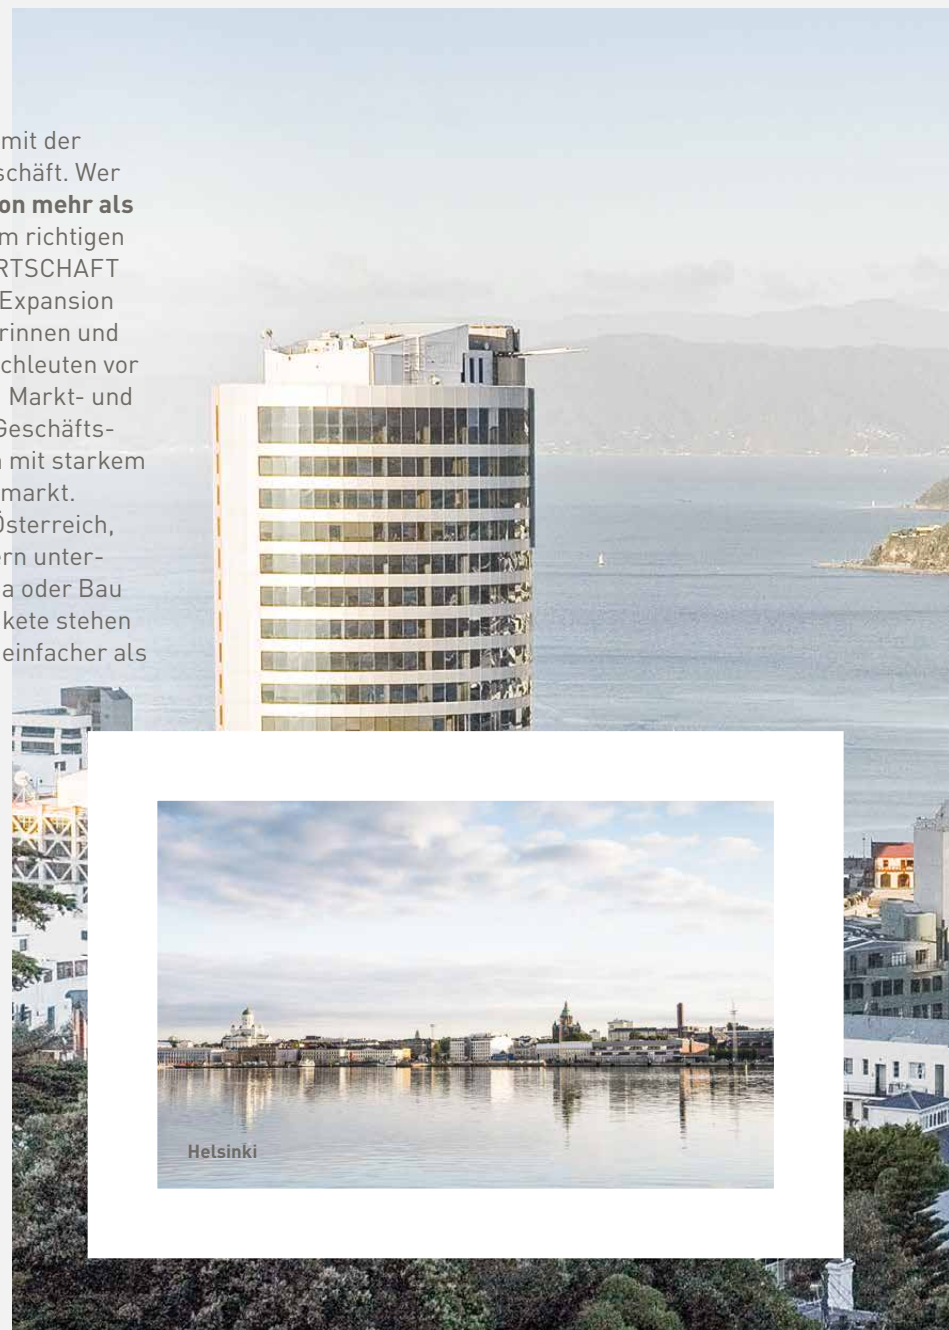 mit der
schäft. Wer
on mehr als
m richtigen
RTSCHAFT
Expansion
rinnen und
chleuten vor
Markt- und
Geschäfts-
mit starkem
markt.
Österreich,
ern unter-
a oder Bau
kete stehen
einfacher als
Helsinki